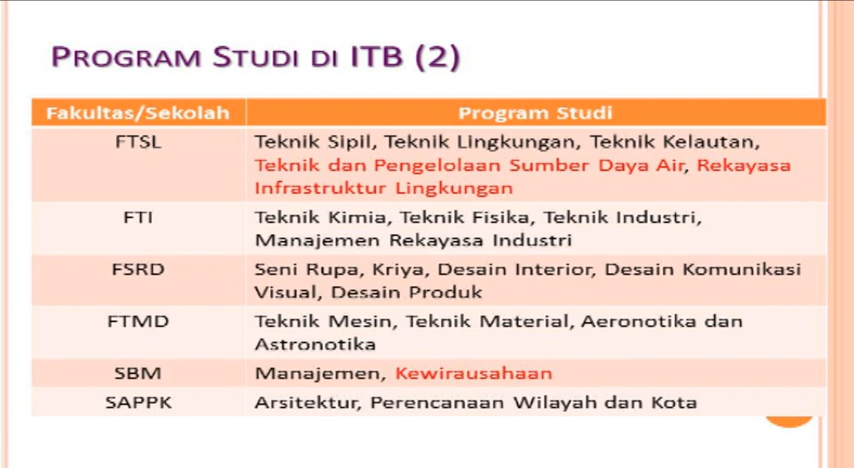 PROGRAM STUDI DI ITB (2)
Fakultas/Sekolah Program Studi
FTSL Teknik Sipil, Teknik Lingkungan, Teknik Kelautan,
Teknik dan Pengelolaan Sumber Daya Air, Rekayasa
Infrastruktur Lingkungan
FTI Teknik Kimia, Teknik Fisika, Teknik Industri,
Manajemen Rekayasa Industri
FSRD Seni Rupa, Kriya, Desain Interior, Desain Komunikasi
Visual, Desain Produk
FTMD Teknik Mesin, Teknik Material, Aeronotika dan
Astronotika
SBM Manajemen, Kewirausahaan
SAPPK Arsitektur, Perencanaan Wilayah dan Kota